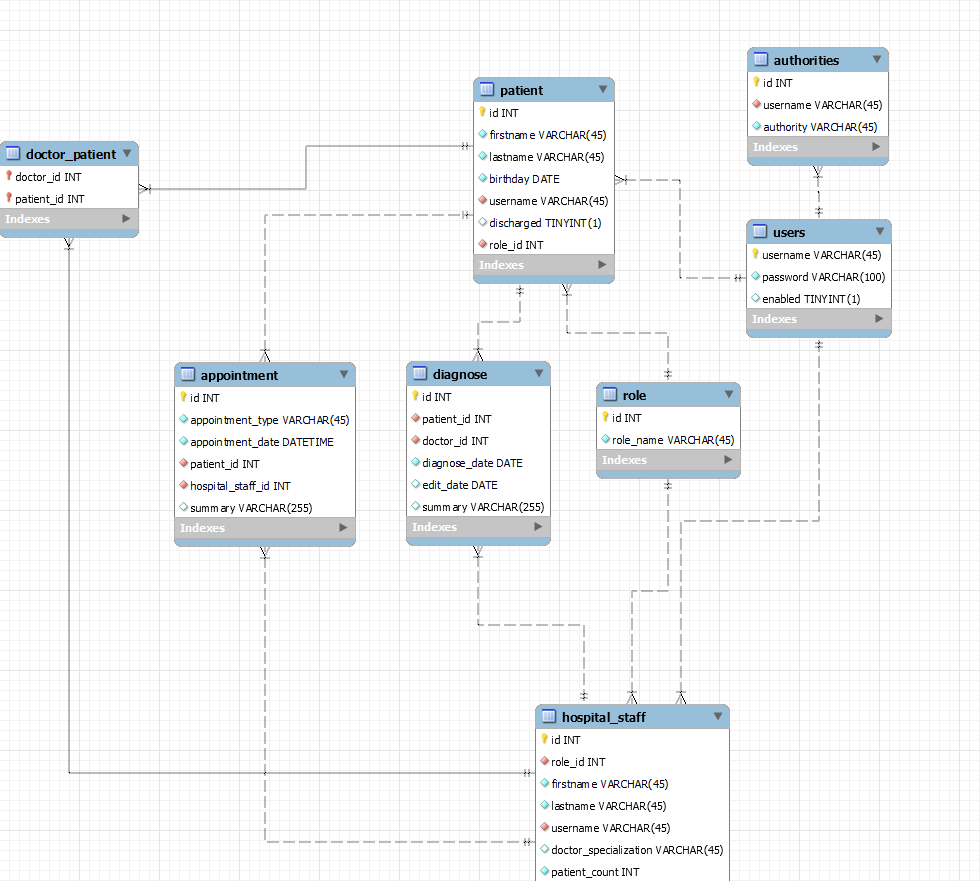 authorities
id INT
username VARCHAR(45)
authority VARCHAR(45)
Indexes
patient
id INT
firstname VARCHAR(45)
lastname VARCHAR(45)
birthday DATE
username VARCHAR(45)
discharged TINYINT(1)
role_id INT
Indexes
doctor_patient
doctor_id INT
patient_id INT
Indexes
users
username VARCHAR(45)
password VARCHAR(100)
enabled TINYINT(1)
Indexes
appointment
id INT
appointment_type VARCHAR(45)
appointment_date DATETIME
patient_id INT
hospital_staff_id INT
summary VARCHAR(255)
Indexes
diagnose
id INT
patient_id INT
doctor_id INT
diagnose_date DATE
edit_date DATE
summary VARCHAR(255)
Indexes
role
id INT
role_name VARCHAR(45)
Indexes
hospital_staff
id INT
role_id INT
firstname VARCHAR(45)
lastname VARCHAR(45)
username VARCHAR(45)
doctor_specialization VARCHAR(45)
patient_count INT